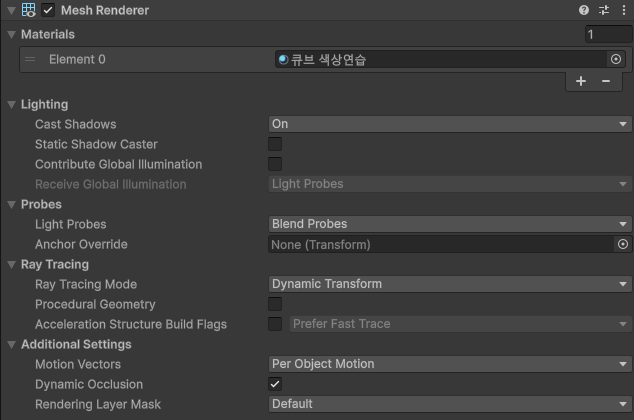 Mesh Renderer
Materials 1
Element 0 큐브 색상연습
Lighting
Cast Shadows On
Static Shadow Caster
Contribute Global Illumination
Receive Global Illumination Light Probes
Probes
Light Probes Blend Probes
Anchor Override None (Transform)
Ray Tracing
Ray Tracing Mode Dynamic Transform
Procedural Geometry
Acceleration Structure Build Flags Prefer Fast Trace
Additional Settings
Motion Vectors Per Object Motion
Dynamic Occlusion
Rendering Layer Mask Default